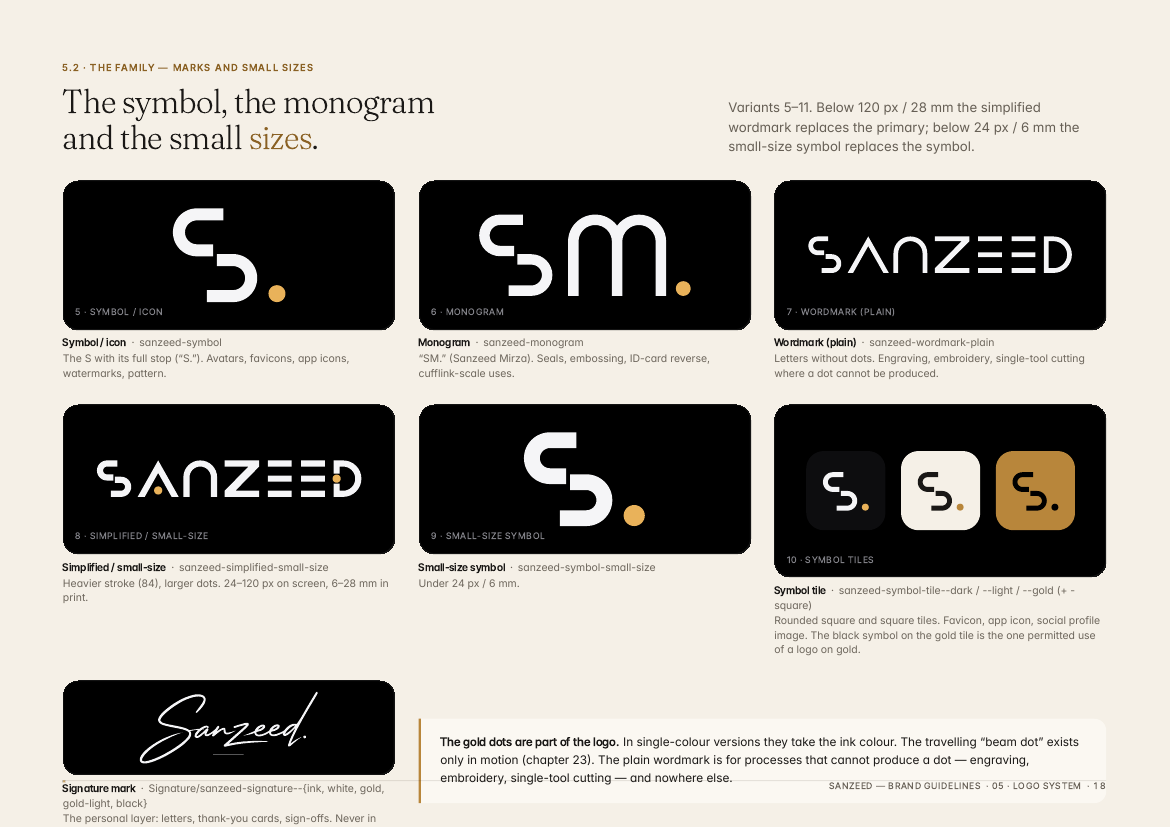 5.2 · THE FAMILY — MARKS AND SMALL SIZES
The symbol, the monogram
and the small sizes.
Variants 5–11. Below 120 px / 28 mm the simplified
wordmark replaces the primary; below 24 px / 6 mm the
small-size symbol replaces the symbol.
S.
5 · SYMBOL / ICON
Symbol / icon · sanzeed-symbol
The S with its full stop (“S.”). Avatars, favicons, app icons,
watermarks, pattern.
SM.
6 · MONOGRAM
Monogram · sanzeed-monogram
“SM.” (Sanzeed Mirza). Seals, embossing, ID-card reverse,
cufflink-scale uses.
SANZEED
7 · WORDMARK (PLAIN)
Wordmark (plain) · sanzeed-wordmark-plain
Letters without dots. Engraving, embroidery, single-tool cutting
where a dot cannot be produced.
SANZEED
8 · SIMPLIFIED / SMALL-SIZE
Simplified / small-size · sanzeed-simplified-small-size
Heavier stroke (84), larger dots. 24–120 px on screen, 6–28 mm in
print.
S.
9 · SMALL-SIZE SYMBOL
Small-size symbol · sanzeed-symbol-small-size
Under 24 px / 6 mm.
S. S. S.
10 · SYMBOL TILES
Symbol tile · sanzeed-symbol-tile--dark / --light / --gold (+ -
square)
Rounded square and square tiles. Favicon, app icon, social profile
image. The black symbol on the gold tile is the one permitted use
of a logo on gold.
Sanzeed.
Signature mark · Signature/sanzeed-signature--{ink, white, gold,
gold-light, black}
The personal layer: letters, thank-you cards, sign-offs. Never in
The gold dots are part of the logo. In single-colour versions they take the ink colour. The travelling “beam dot” exists
only in motion (chapter 23). The plain wordmark is for processes that cannot produce a dot — engraving,
embroidery, single-tool cutting — and nowhere else.
SANZEED — BRAND GUIDELINES · 05 · LOGO SYSTEM · 18